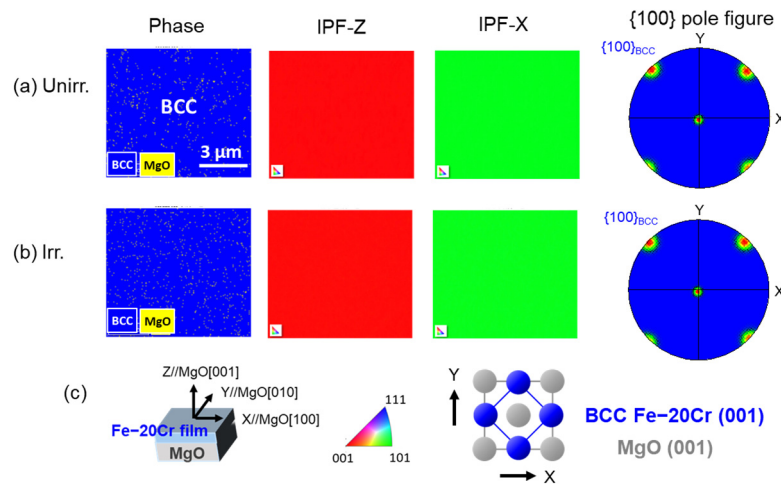 Phase IPF-Z IPF-X {100} pole figure
(a) Unirr.
BCC
BCC MgO 3 μm
{100}BCC
Y
X
(b) Irr.
BCC MgO
{100}BCC
Y
X
(c)
Z//MgO[001]
Y//MgO[010]
X//MgO[100]
Fe−20Cr film
MgO
111
001 101
Y
X
BCC Fe−20Cr (001)
MgO (001)